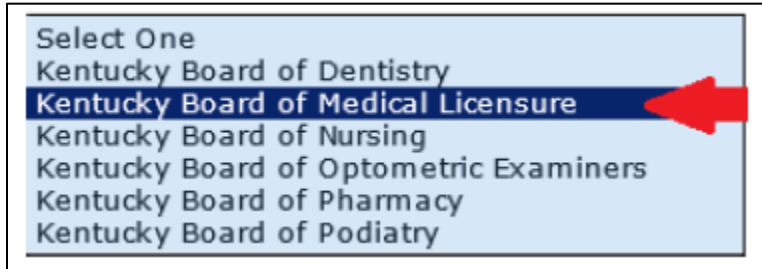 Select One
Kentucky Board of Dentistry
Kentucky Board of Medical Licensure
Kentucky Board of Nursing
Kentucky Board of Optometric Examiners
Kentucky Board of Pharmacy
Kentucky Board of Podiatry